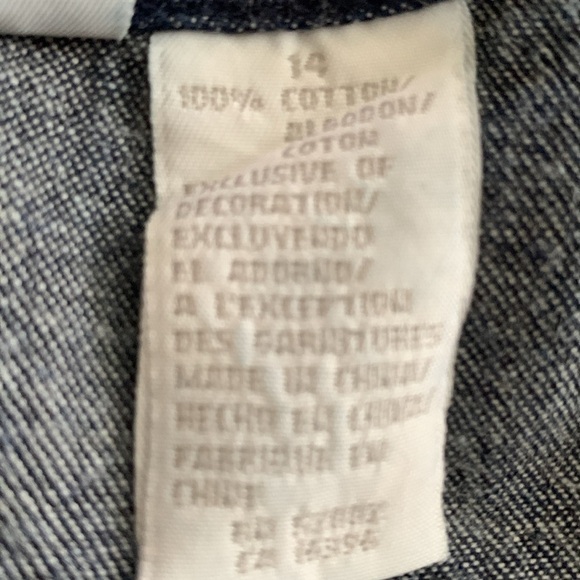 14
100% COTTON/
ALGODON/
COTON
EXCLUSIVE OF
DECORATION/
EXCLUYENDO
EL ADORNO/
A L'EXCEPTION
DES GARNITURES
MADE IN CHINA/
HECHO EN CHINA/
FABRIQUE EN
CHINE
RN
CA